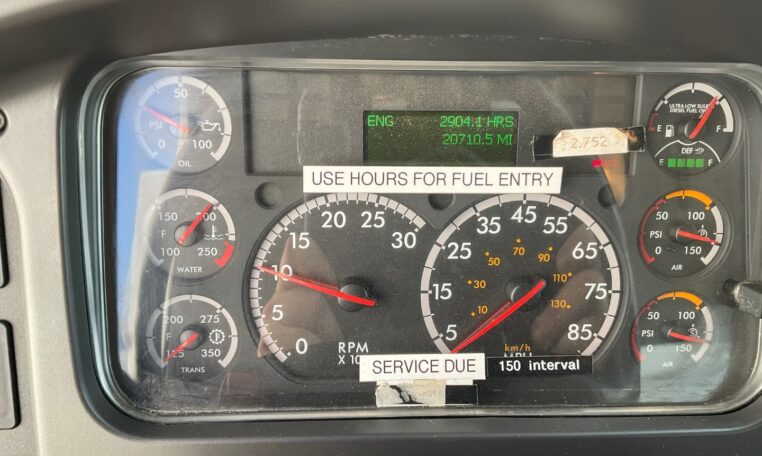 50
PSI
0
100
OIL
ENG 2904.1 HRS
20710.5 MI
2.752
ULTRA LOW SULFUR
DIESEL FUEL ONLY
E F
DEF
E F
USE HOURS FOR FUEL ENTRY
150 200
F
100 250
WATER
0 5 10 15 20 25 30
RPM
5 15 25 35 45 55 65 75 85
10 30 50 70 90 110 130
km/h
MPH
50 100
PSI
0 150
AIR
200 275
F
125 350
TRANS
50 100
PSI
0 150
AIR
SERVICE DUE
150 interval